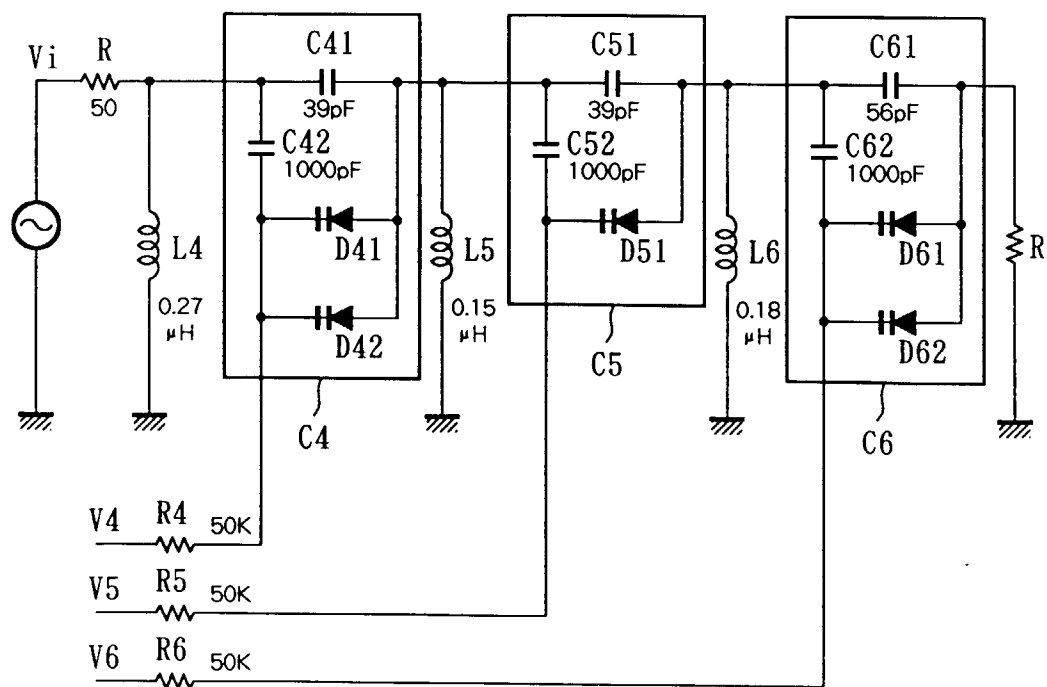 Vi
R
50
L4
0.27
μH
C41
39pF
C42
1000pF
D41
D42
C4
L5
0.15
μH
C51
39pF
C52
1000pF
D51
C5
L6
0.18
μH
C61
56pF
C62
1000pF
D61
D62
C6
R
V4
R4
50K
V5
R5
50K
V6
R6
50K